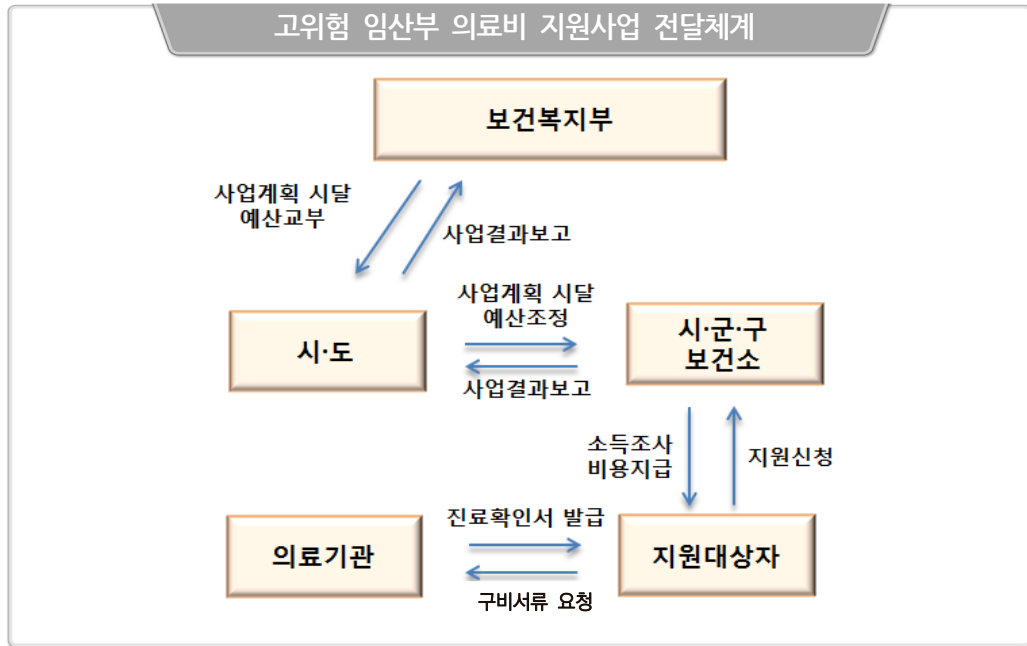 고위험 임산부 의료비 지원사업 전달체계
보건복지부
사업계획 시달
예산교부
사업결과보고
시·도
사업계획 시달
예산조정
사업결과보고
시·군·구
보건소
소득조사
비용지급
지원신청
의료기관
진료확인서 발급
구비서류 요청
지원대상자